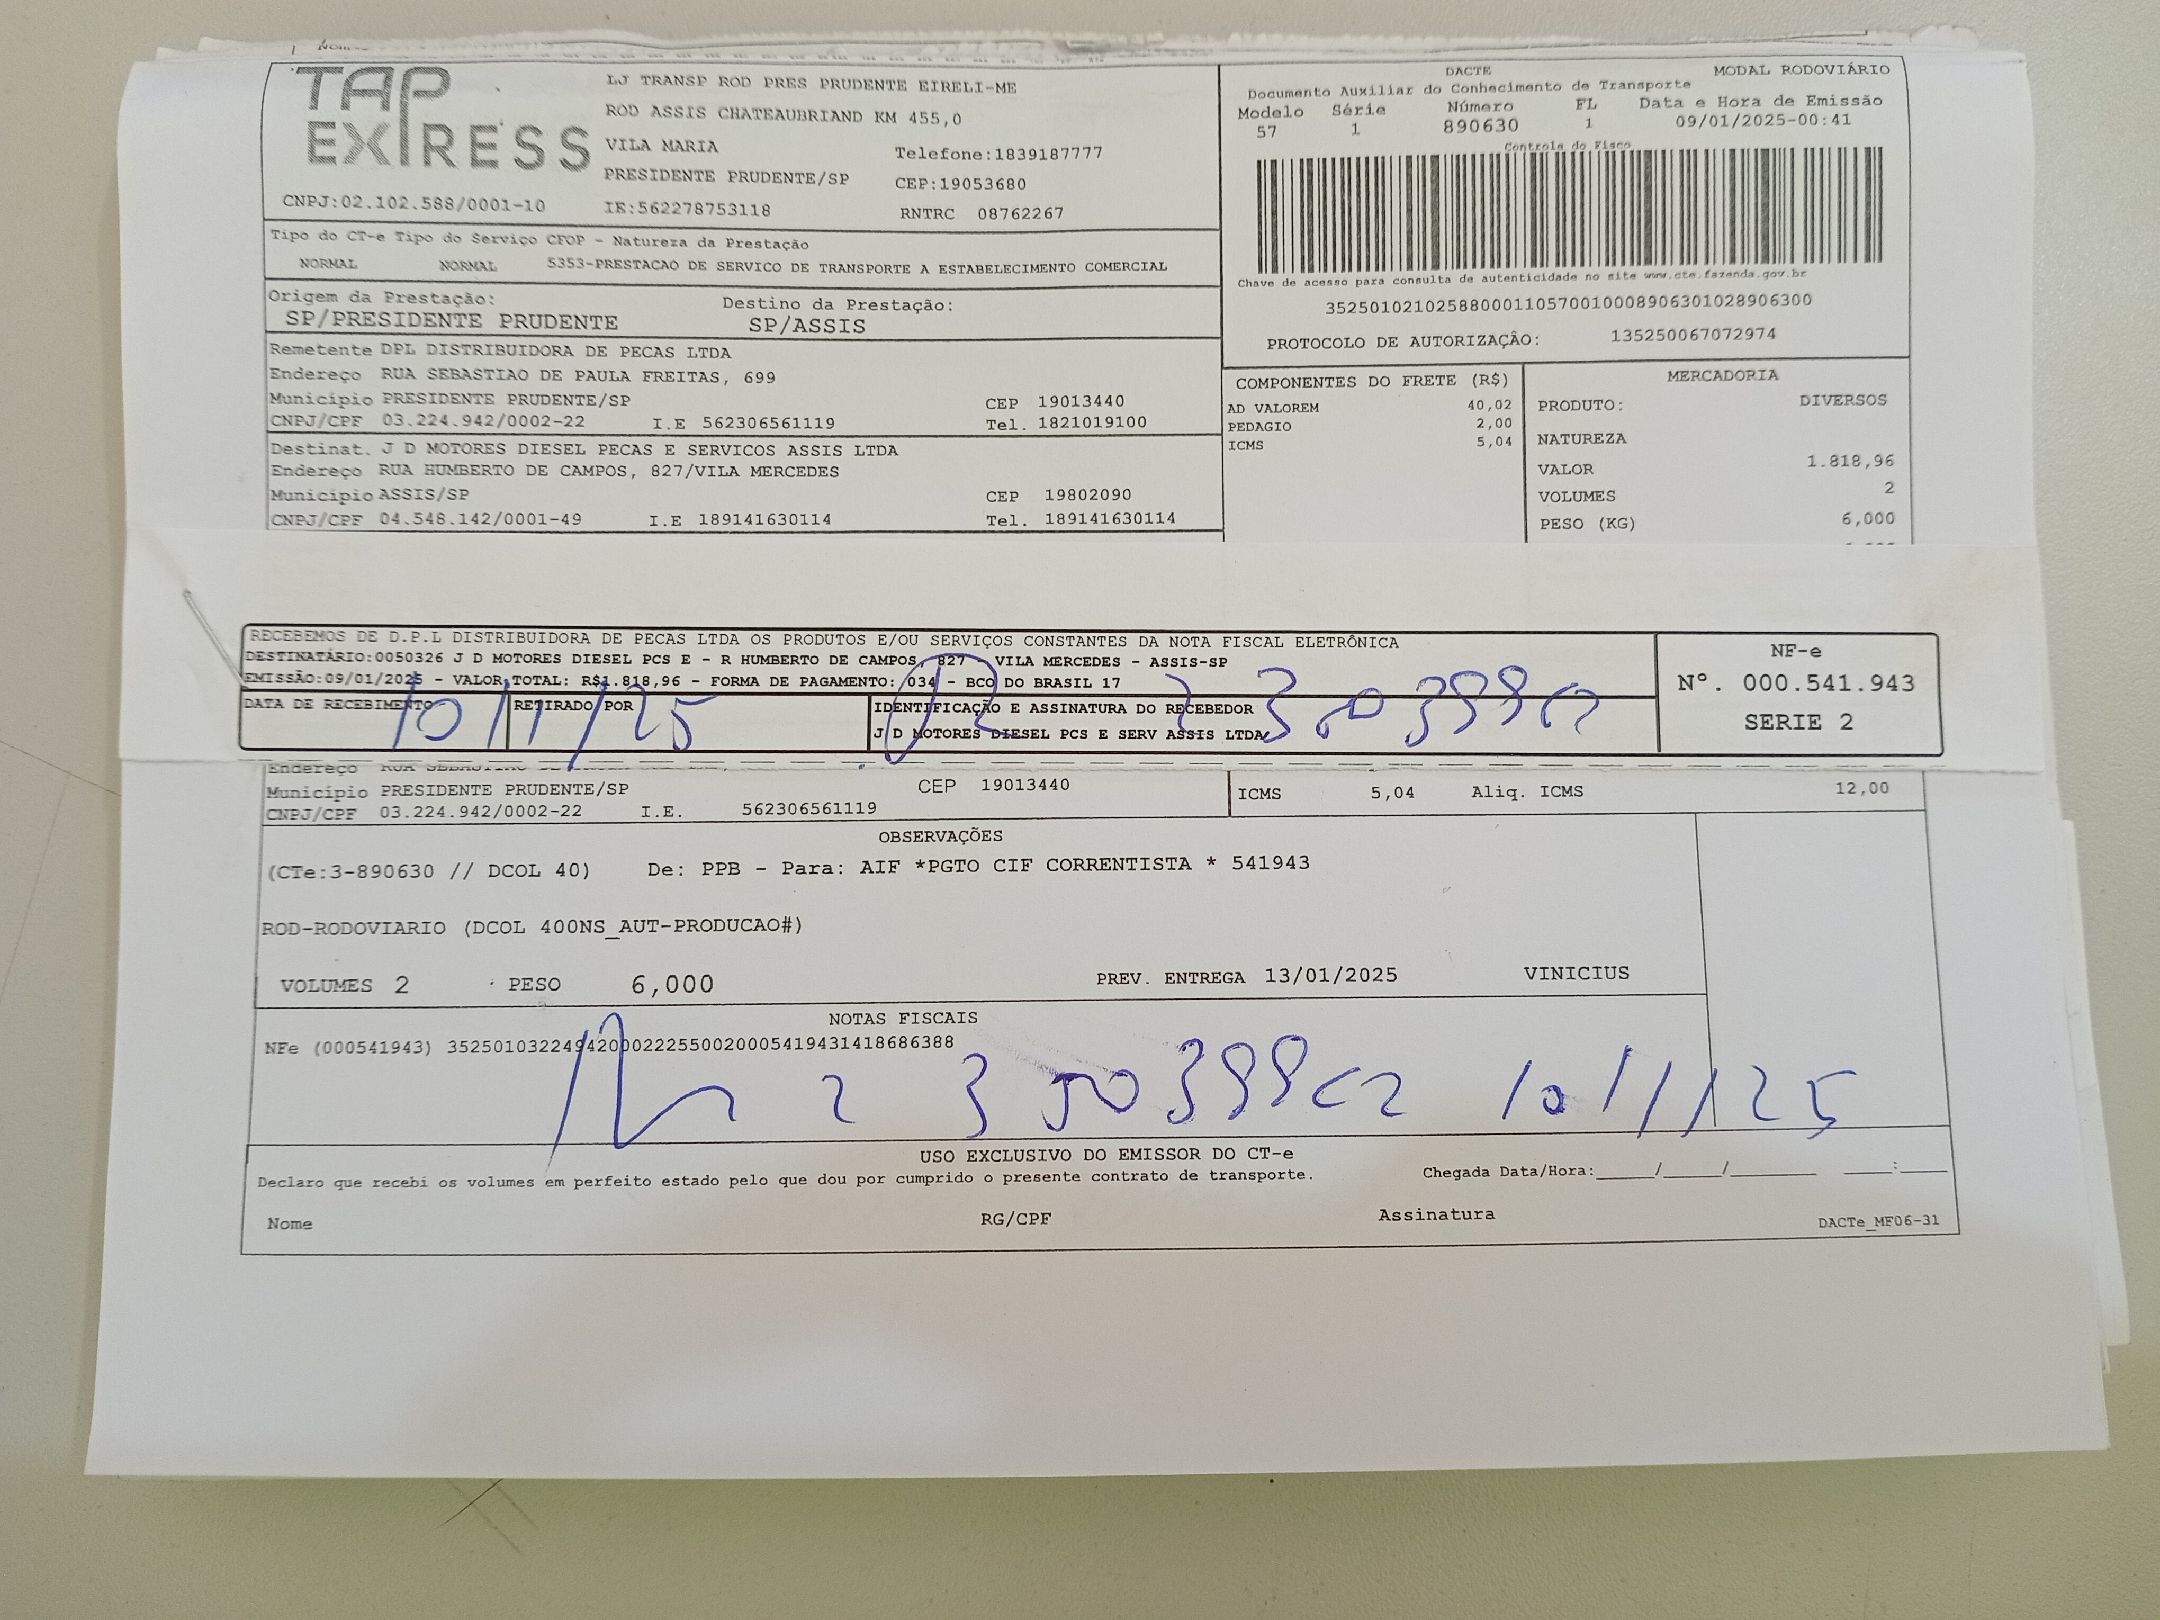 TAP
EXPRESS
LJ TRANSP ROD PRES PRUDENTE EIRELI-ME
ROD ASSIS CHATEAUBRIAND KM 455,0
VILA MARIA
Telefone:1839187777
PRESIDENTE PRUDENTE/SP
CEP:19053680
CNPJ:02.102.588/0001-10
IE:562278753118
RNTRC 08762267
DACTE
MODAL RODOVIÁRIO
Documento Auxiliar do Conhecimento de Transporte
Modelo Série Número FL Data e Hora de Emissão
57 1 890630 1 09/01/2025-00:41
Controle do Fisco
Chave de acesso para consulta de autenticidade no site www.cte.fazenda.gov.br
35250102102588000110570010008906301028906300
PROTOCOLO DE AUTORIZAÇÂO: 135250067072974
Tipo do CT-e Tipo do Serviço CFOP - Natureza da Prestação
NORMAL NORMAL 5353-PRESTACAO DE SERVICO DE TRANSPORTE A ESTABELECIMENTO COMERCIAL
Origem da Prestação: Destino da Prestação:
SP/PRESIDENTE PRUDENTE SP/ASSIS
Remetente DPL DISTRIBUIDORA DE PECAS LTDA
Endereço RUA SEBASTIAO DE PAULA FREITAS, 699
Município PRESIDENTE PRUDENTE/SP CEP 19013440
CNPJ/CPF 03.224.942/0002-22 I.E 562306561119 Tel. 1821019100
Destinat. J D MOTORES DIESEL PECAS E SERVICOS ASSIS LTDA
Endereço RUA HUMBERTO DE CAMPOS, 827/VILA MERCEDES
Município ASSIS/SP CEP 19802090
CNPJ/CPF 04.548.142/0001-49 I.E 189141630114 Tel. 189141630114
COMPONENTES DO FRETE (R$)
AD VALOREM 40,02
PEDAGIO 2,00
ICMS 5,04
MERCADORIA
PRODUTO: DIVERSOS
NATUREZA
VALOR 1.818,96
VOLUMES 2
PESO (KG) 6,000
RECEBEMOS DE D.P.L DISTRIBUIDORA DE PECAS LTDA OS PRODUTOS E/OU SERVIÇOS CONSTANTES DA NOTA FISCAL ELETRÔNICA
DESTINATÁRIO:0050326 J D MOTORES DIESEL PCS E - R HUMBERTO DE CAMPOS, 827 - VILA MERCEDES - ASSIS-SP
EMISSÃO:09/01/2025 - VALOR TOTAL: R$1.818,96 - FORMA DE PAGAMENTO: 034 - BCO DO BRASIL 17
DATA DE RECEBIMENTO RETIRADO POR IDENTIFICAÇÃO E ASSINATURA DO RECEBEDOR
J D MOTORES DIESEL PCS E SERV ASSIS LTDA
10/1/25
NF-e
Nº. 000.541.943
SERIE 2
Endereço RUA SEBASTIAO
Município PRESIDENTE PRUDENTE/SP CEP 19013440
CNPJ/CPF 03.224.942/0002-22 I.E. 562306561119
ICMS 5,04 Aliq. ICMS 12,00
OBSERVAÇÕES
(CTe:3-890630 // DCOL 40) De: PPB - Para: AIF *PGTO CIF CORRENTISTA * 541943
ROD-RODOVIARIO (DCOL 400NS_AUT-PRODUCAO#)
VOLUMES 2 PESO 6,000 PREV. ENTREGA 13/01/2025 VINICIUS
NOTAS FISCAIS
NFe (000541943) 35250103224942000222550020005419431418686388
10/1/25
USO EXCLUSIVO DO EMISSOR DO CT-e
Declaro que recebi os volumes em perfeito estado pelo que dou por cumprido o presente contrato de transporte.
Chegada Data/Hora:_____/_____/_______ ____:____
Nome RG/CPF Assinatura DACTe_MF06-31